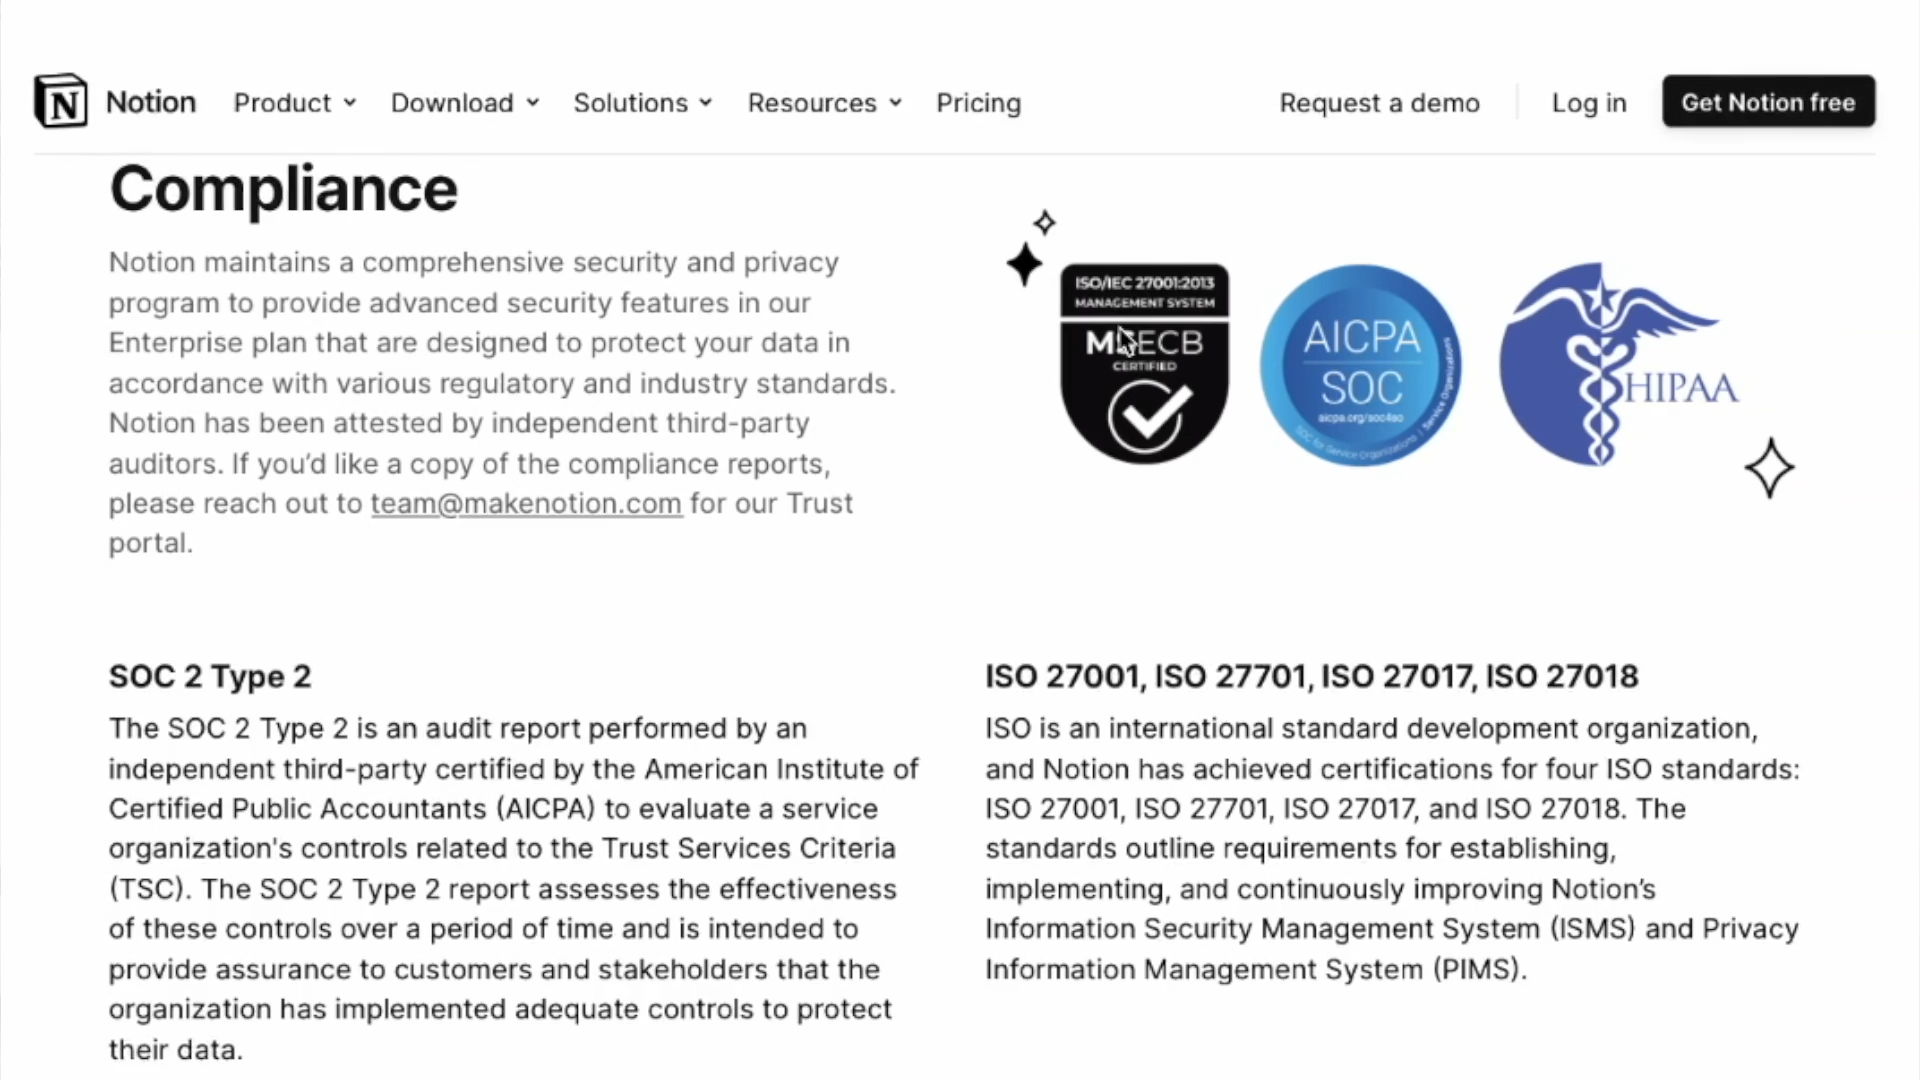 Notion Product Download Solutions Resources Pricing Request a demo Log in Get Notion free
Compliance
Notion maintains a comprehensive security and privacy
program to provide advanced security features in our
Enterprise plan that are designed to protect your data in
accordance with various regulatory and industry standards.
Notion has been attested by independent third-party
auditors. If you’d like a copy of the compliance reports,
please reach out to team@makenotion.com for our Trust
portal.
ISO/IEC 27001:2013
MANAGEMENT SYSTEM
CERTIFIED
AICPA
SOC
aicpa.org/soc4so
SOC for Service Organizations | Service Organizations
HIPAA
SOC 2 Type 2
The SOC 2 Type 2 is an audit report performed by an
independent third-party certified by the American Institute of
Certified Public Accountants (AICPA) to evaluate a service
organization's controls related to the Trust Services Criteria
(TSC). The SOC 2 Type 2 report assesses the effectiveness
of these controls over a period of time and is intended to
provide assurance to customers and stakeholders that the
organization has implemented adequate controls to protect
their data.
ISO 27001, ISO 27701, ISO 27017, ISO 27018
ISO is an international standard development organization,
and Notion has achieved certifications for four ISO standards:
ISO 27001, ISO 27701, ISO 27017, and ISO 27018. The
standards outline requirements for establishing,
implementing, and continuously improving Notion’s
Information Security Management System (ISMS) and Privacy
Information Management System (PIMS).